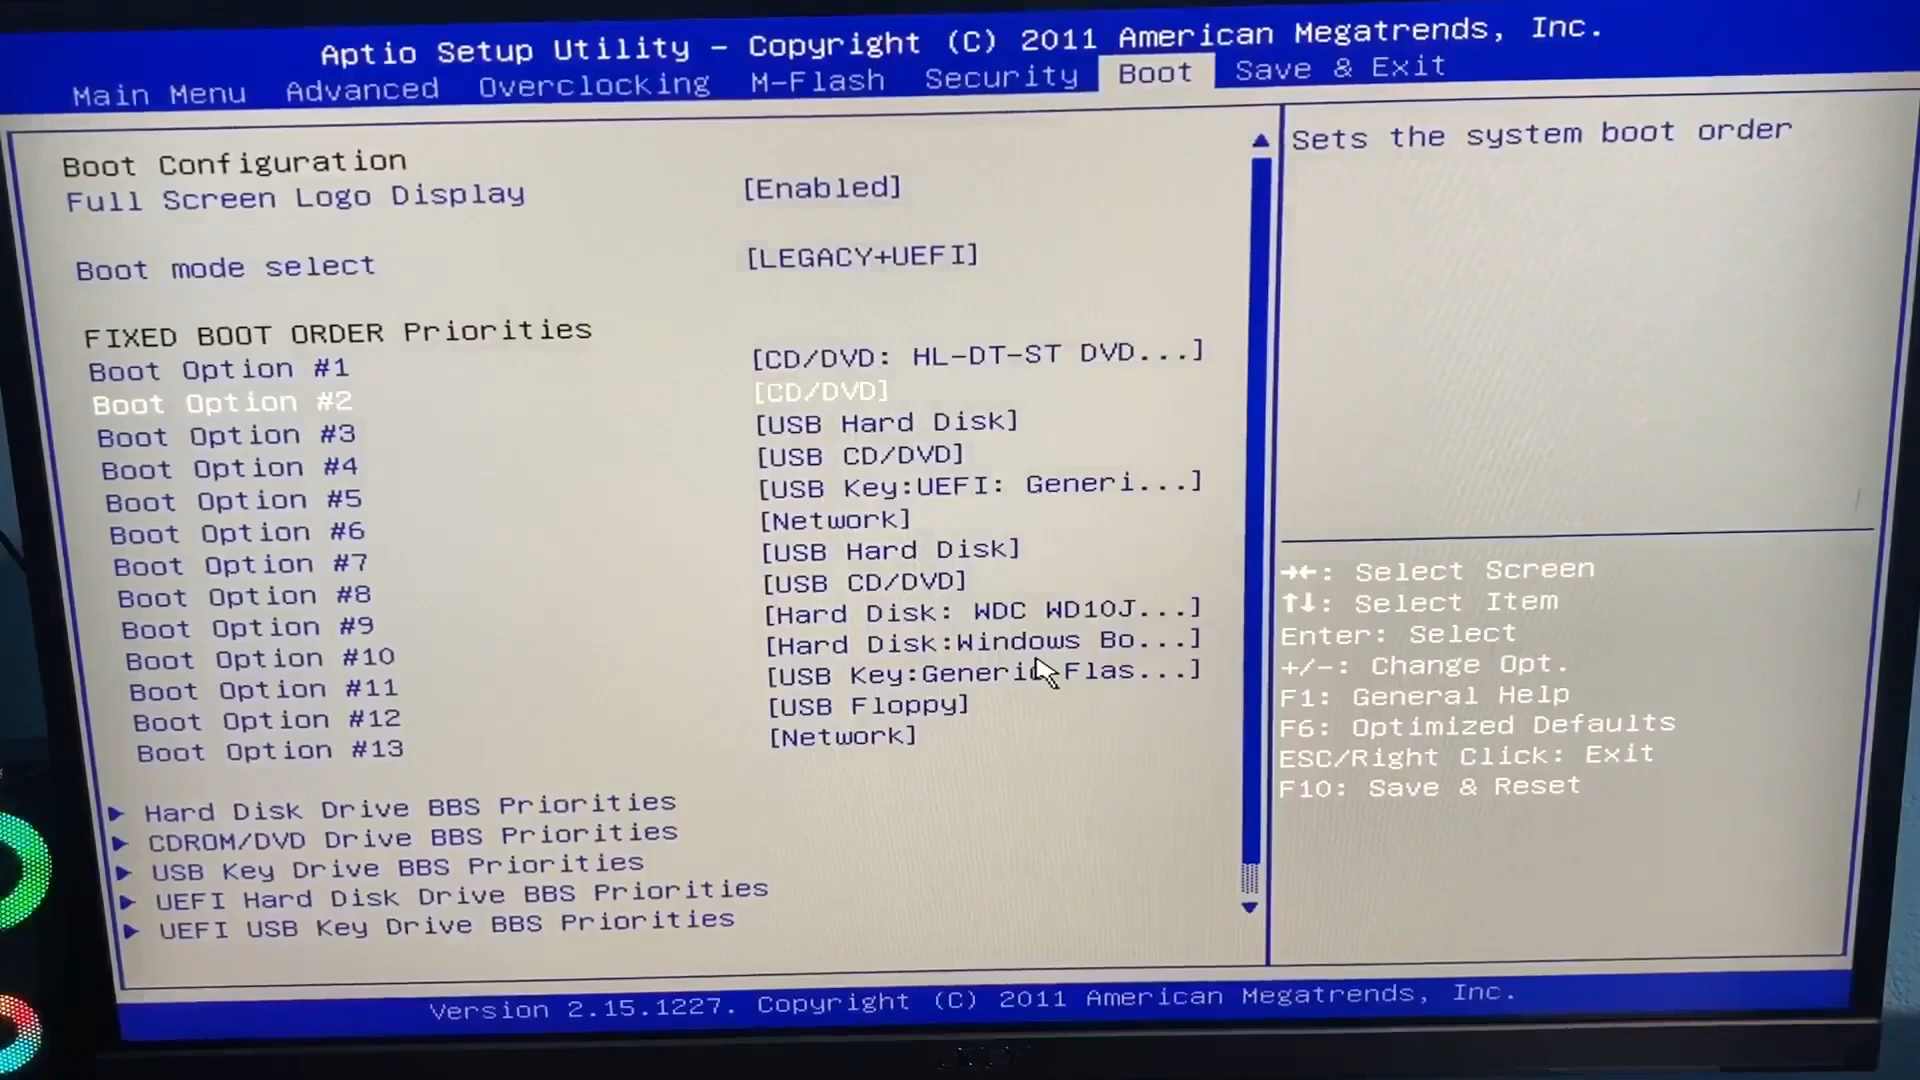 Aptio Setup Utility – Copyright (C) 2011 American Megatrends, Inc.
Main Menu Advanced Overclocking M-Flash Security Boot Save & Exit
Boot Configuration
Full Screen Logo Display [Enabled]
Boot mode select [LEGACY+UEFI]
FIXED BOOT ORDER Priorities
Boot Option #1 [CD/DVD: HL-DT-ST DVD...]
Boot Option #2 [CD/DVD]
Boot Option #3 [USB Hard Disk]
Boot Option #4 [USB CD/DVD]
Boot Option #5 [USB Key:UEFI: Generi...]
Boot Option #6 [Network]
Boot Option #7 [USB Hard Disk]
Boot Option #8 [USB CD/DVD]
Boot Option #9 [Hard Disk: WDC WD10J...]
Boot Option #10 [Hard Disk:Windows Bo...]
Boot Option #11 [USB Key:Generic Flas...]
Boot Option #12 [USB Floppy]
Boot Option #13 [Network]
Hard Disk Drive BBS Priorities
CDROM/DVD Drive BBS Priorities
USB Key Drive BBS Priorities
UEFI Hard Disk Drive BBS Priorities
UEFI USB Key Drive BBS Priorities
Sets the system boot order
→←: Select Screen
↑↓: Select Item
Enter: Select
+/-: Change Opt.
F1: General Help
F6: Optimized Defaults
ESC/Right Click: Exit
F10: Save & Reset
Version 2.15.1227. Copyright (C) 2011 American Megatrends, Inc.